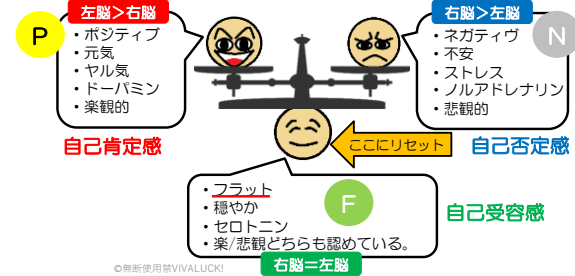 左脳＞右脳
P
・ポジティブ
・元気
・ヤル気
・ドーパミン
・楽観的
自己肯定感
右脳＞左脳
N
・ネガティヴ
・不安
・ストレス
・ノルアドレナリン
・悲観的
自己否定感
ここにリセット
・フラット
・穏やか
・セロトニン
・楽/悲観どちらも認めている。
F
自己受容感
右脳＝左脳
©無断使用禁VIVALUCK!